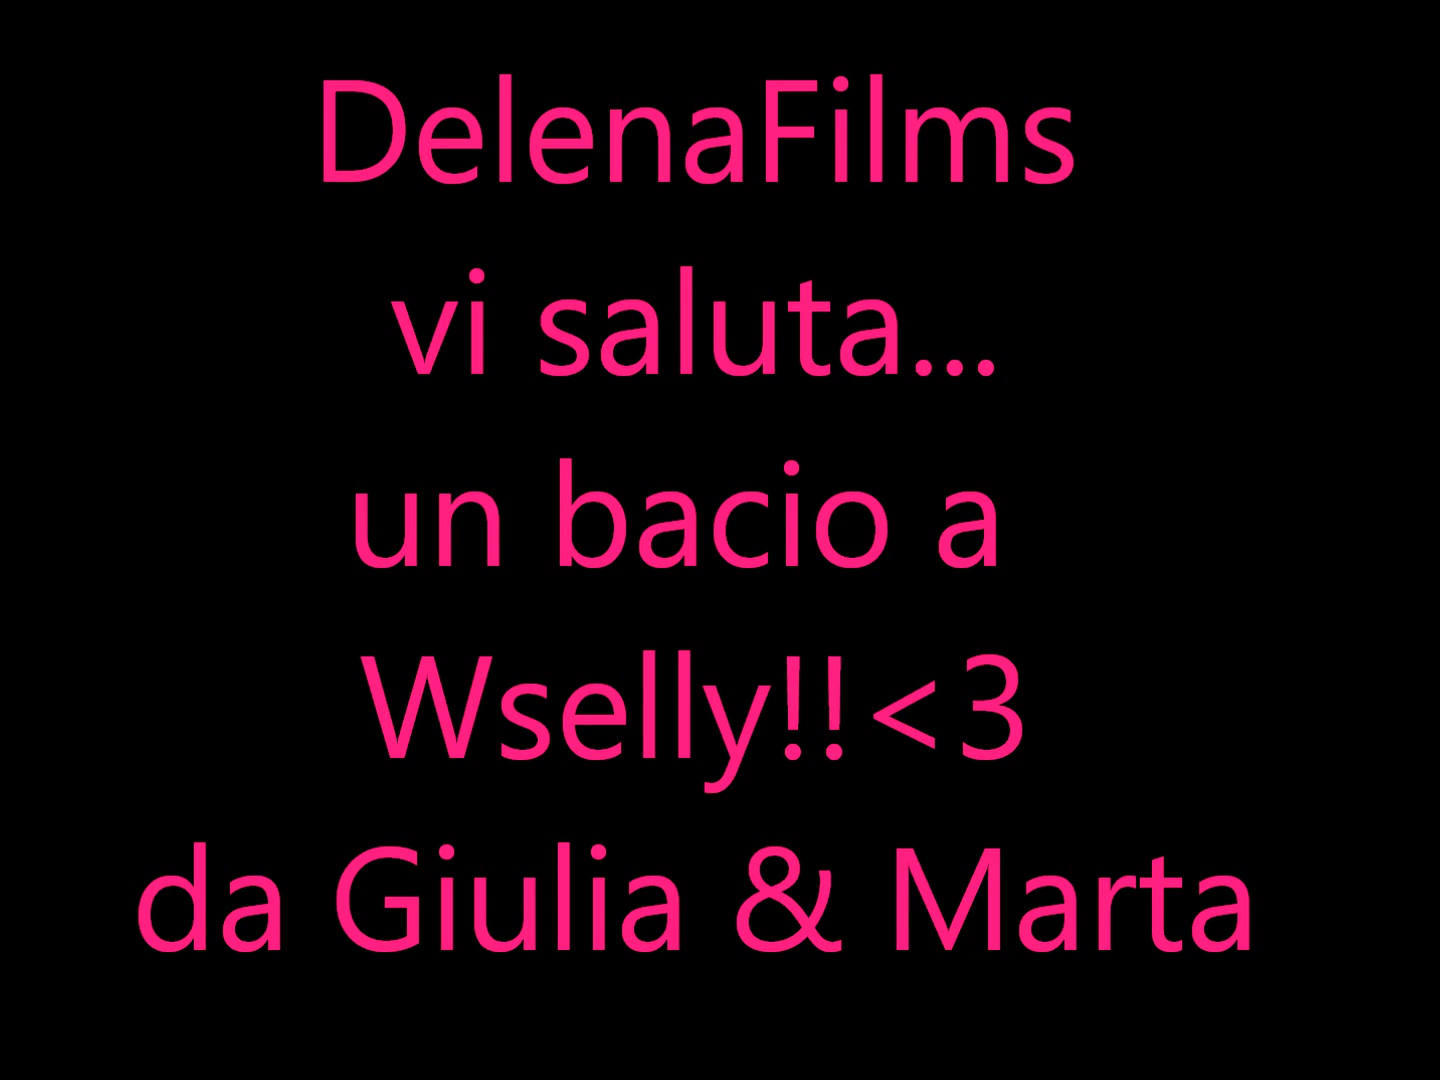 DelenaFilms
vi saluta...
un bacio a
Wselly!!<3
da Giulia & Marta